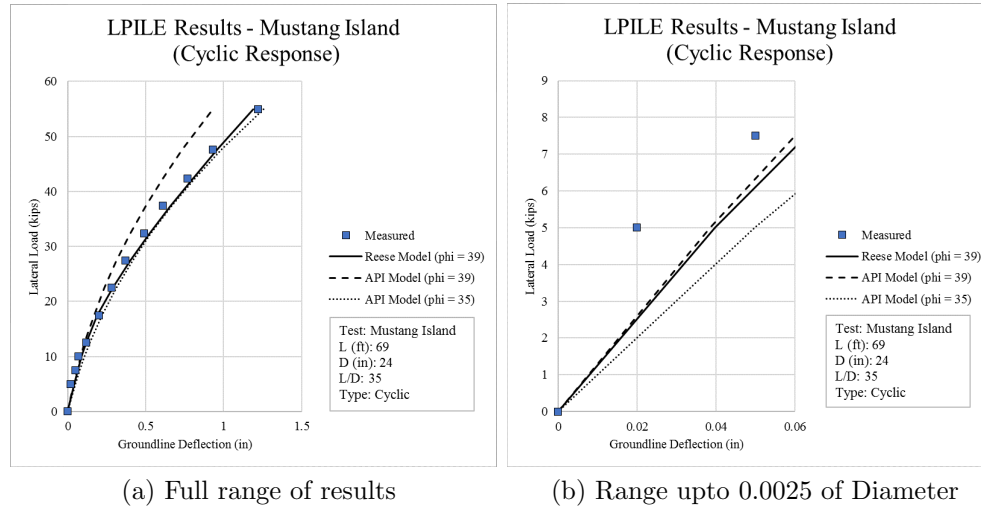 LPILE Results - Mustang Island
(Cyclic Response)
60
50
40
30
20
10
0
Lateral Load (kips)
0
0.5
1
1.5
Groundline Deflection (in)
Measured
Reese Model (phi = 39)
API Model (phi = 39)
API Model (phi = 35)
Test: Mustang Island
L (ft): 69
D (in): 24
L/D: 35
Type: Cyclic
(a) Full range of results
LPILE Results - Mustang Island
(Cyclic Response)
9
8
7
6
5
4
3
2
1
0
Lateral Load (kips)
0
0.02
0.04
0.06
Groundline Deflection (in)
Measured
Reese Model (phi = 39)
API Model (phi = 39)
API Model (phi = 35)
Test: Mustang Island
L (ft): 69
D (in): 24
L/D: 35
Type: Cyclic
(b) Range upto 0.0025 of Diameter